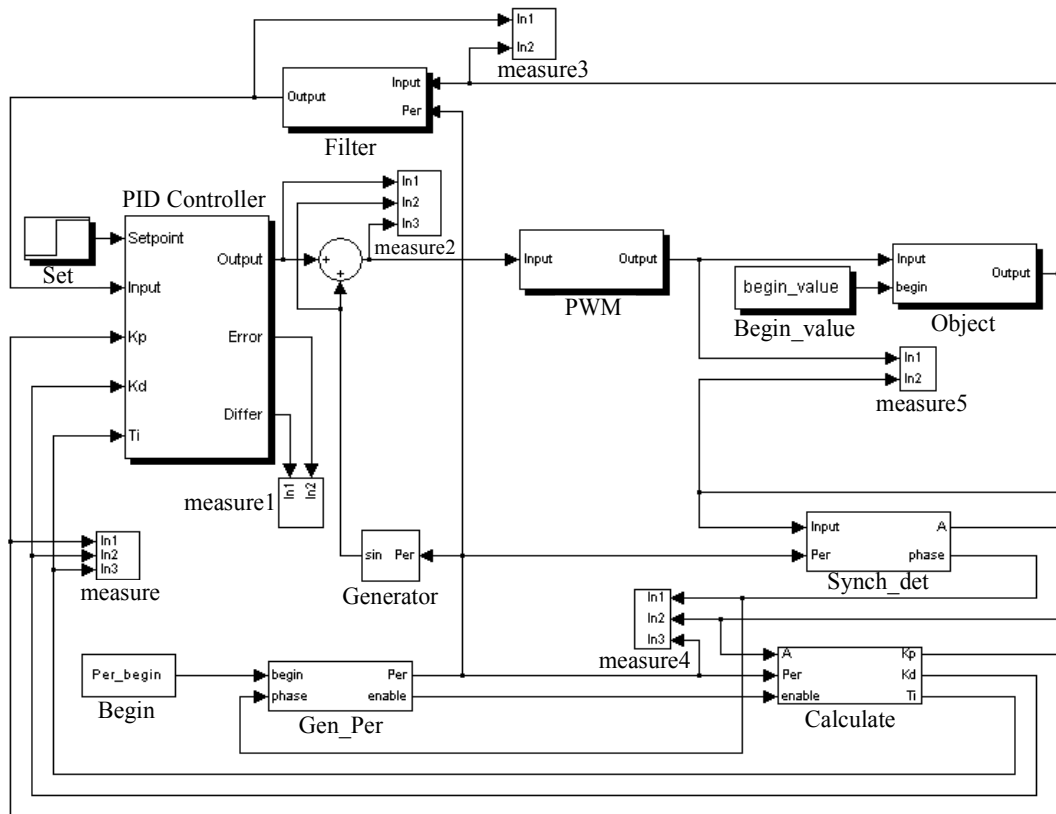 In1
In2
measure3
Input
Output
Per
Filter
PID Controller
In1
In2
In3
measure2
Set
Setpoint
Output
Input
+
+
Input
Output
PWM
begin_value
Begin_value
Input
Output
begin
Object
Kp
Error
Kd
Differ
Ti
In1
In2
measure5
In1
In2
measure1
In1
In2
In3
measure
sin
Per
Generator
Input
A
Per
phase
Synch_det
In1
In2
In3
measure4
Per_begin
Begin
begin
Per
phase
enable
Gen_Per
A
Kp
Per
Kd
enable
Ti
Calculate